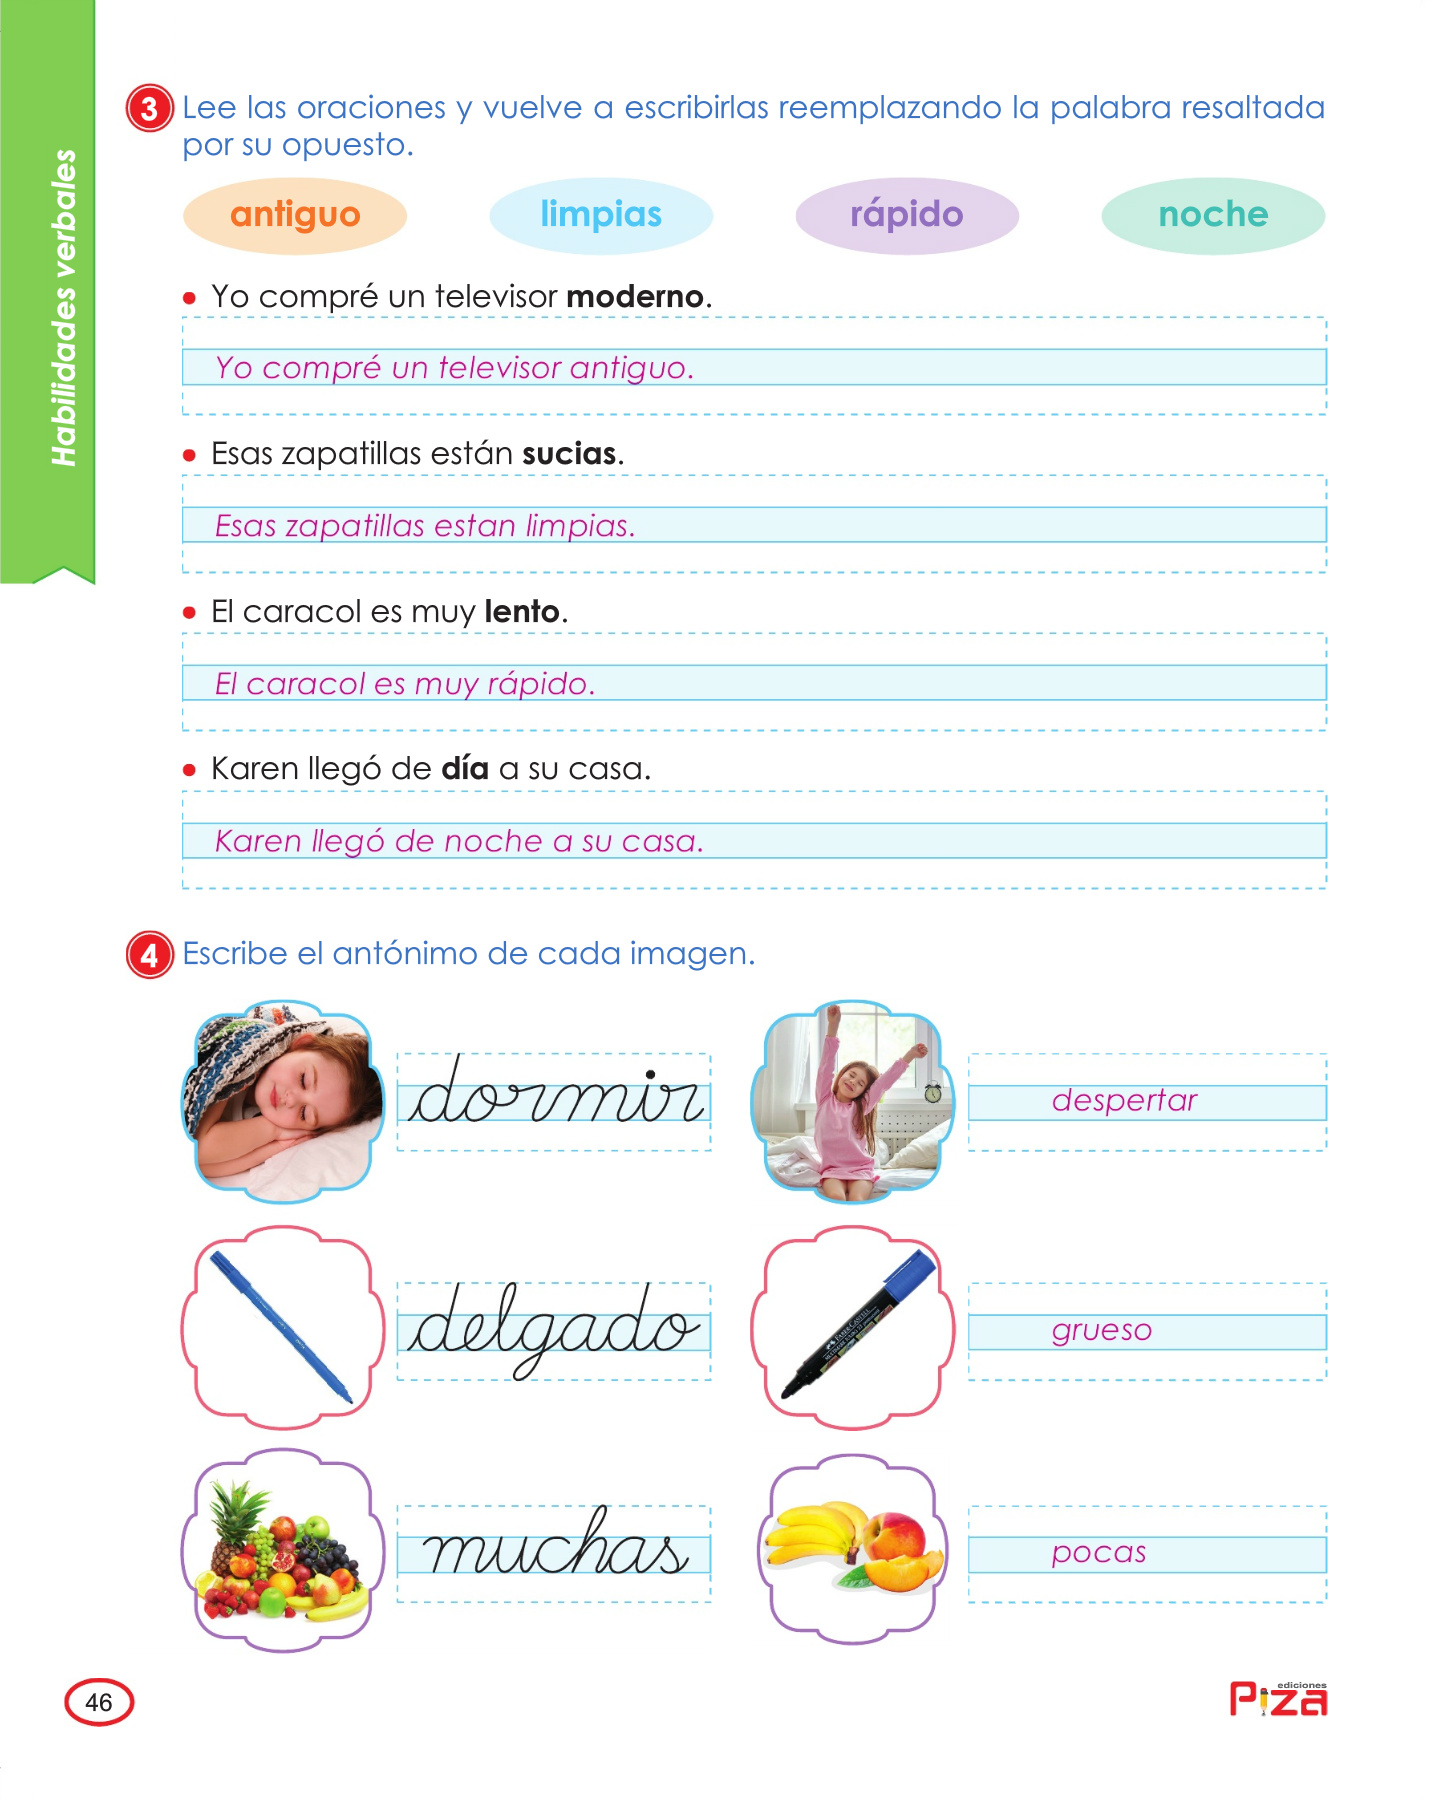 Habilidades verbales
3 Lee las oraciones y vuelve a escribirlas reemplazando la palabra resaltada
por su opuesto.
antiguo limpias rápido noche
• Yo compré un televisor moderno.
Yo compré un televisor antiguo.
• Esas zapatillas están sucias.
Esas zapatillas estan limpias.
• El caracol es muy lento.
El caracol es muy rápido.
• Karen llegó de día a su casa.
Karen llegó de noche a su casa.
4 Escribe el antónimo de cada imagen.
dormir despertar
delgado FABER-CASTELL grueso
muchas pocas
46
ediciones
Piza